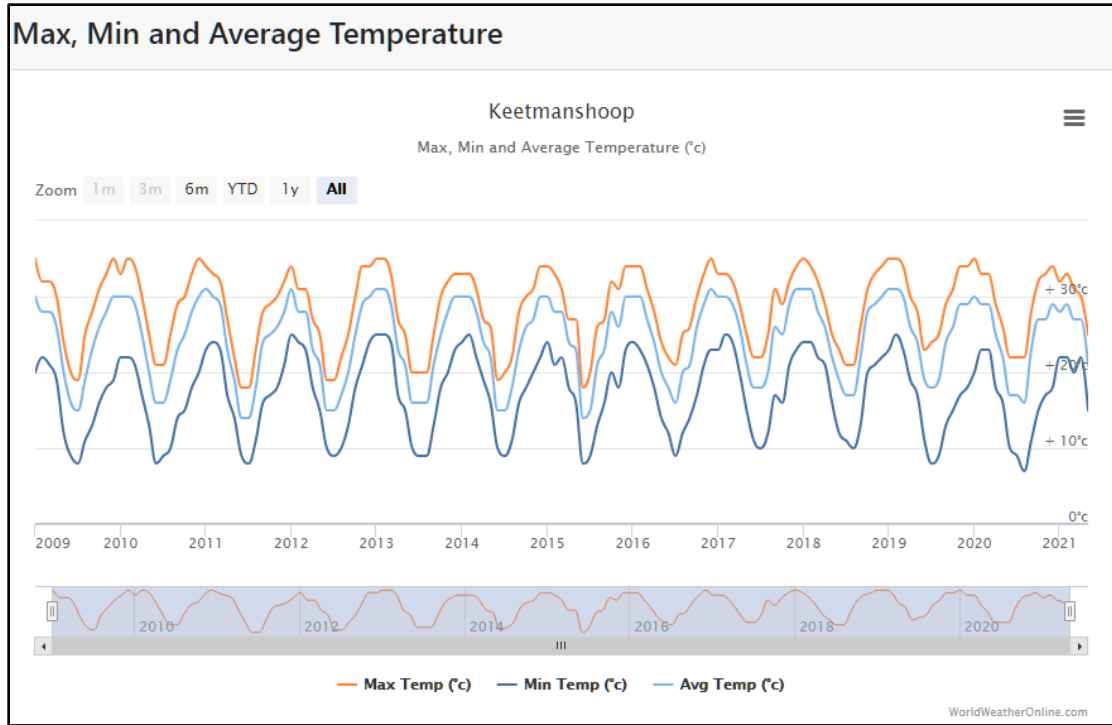 Max, Min and Average Temperature
Keetmanshoop
Max, Min and Average Temperature (°c)
Zoom 1m 3m 6m YTD 1y All
+ 30°c
+ 20°c
+ 10°c
0°c
2009 2010 2011 2012 2013 2014 2015 2016 2017 2018 2019 2020 2021
2010 2012 2014 2016 2018 2020
Max Temp (°c) Min Temp (°c) Avg Temp (°c)
WorldWeatherOnline.com